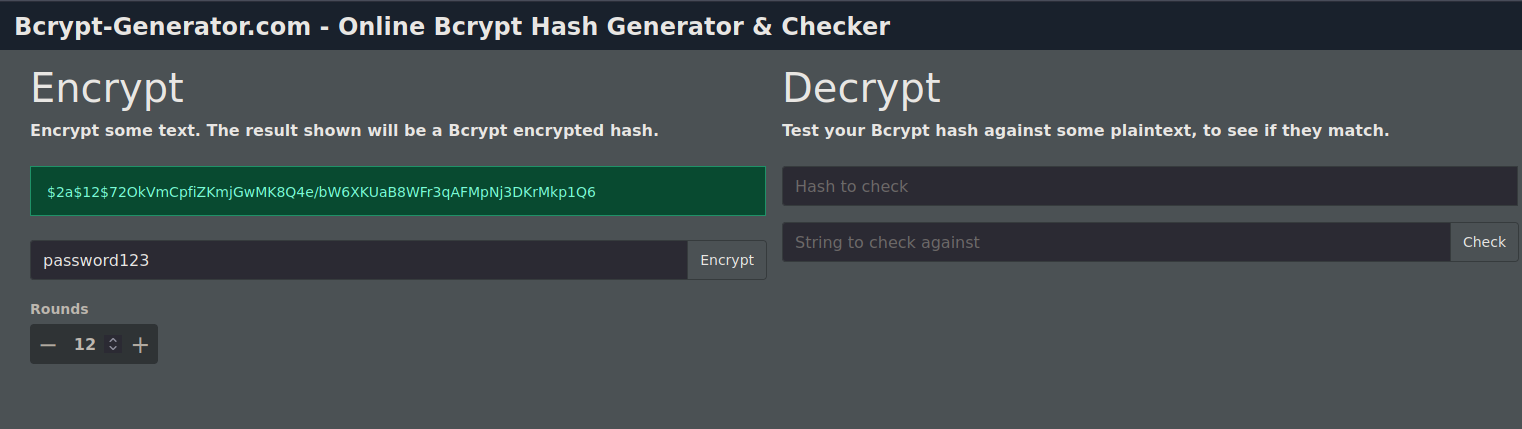 Bcrypt-Generator.com - Online Bcrypt Hash Generator & Checker
Encrypt
Encrypt some text. The result shown will be a Bcrypt encrypted hash.
$2a$12$72OkVmCpfiZKmjGwMK8Q4e/bW6XKUaB8WFr3qAFMpNj3DKrMkp1Q6
password123
Encrypt
Rounds
12
Decrypt
Test your Bcrypt hash against some plaintext, to see if they match.
Hash to check
String to check against
Check